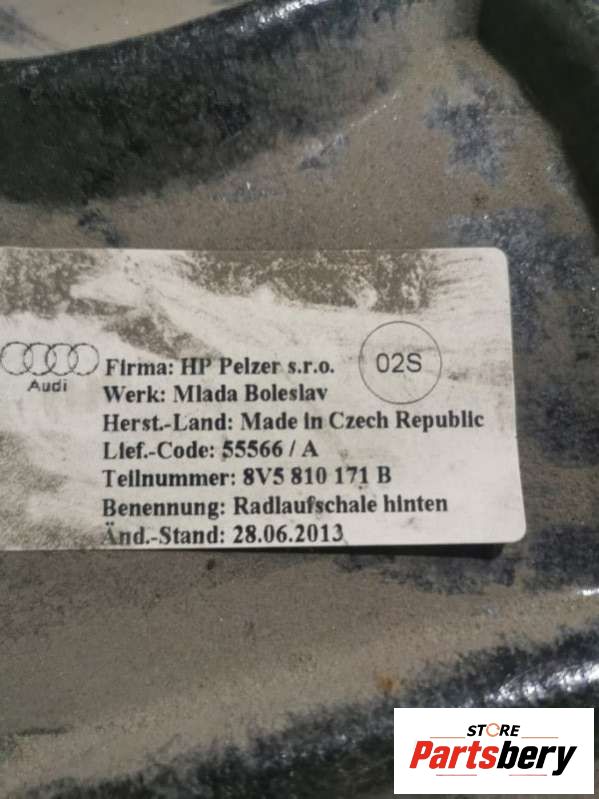 Audi
Firma: HP Pelzer s.r.o.
02S
Werk: Mlada Boleslav
Herst.-Land: Made in Czech Republic
Lief.-Code: 55566 / A
Teilnummer: 8V5 810 171 B
Benennung: Radlaufschale hinten
Änd.-Stand: 28.06.2013
STORE
Partsbery